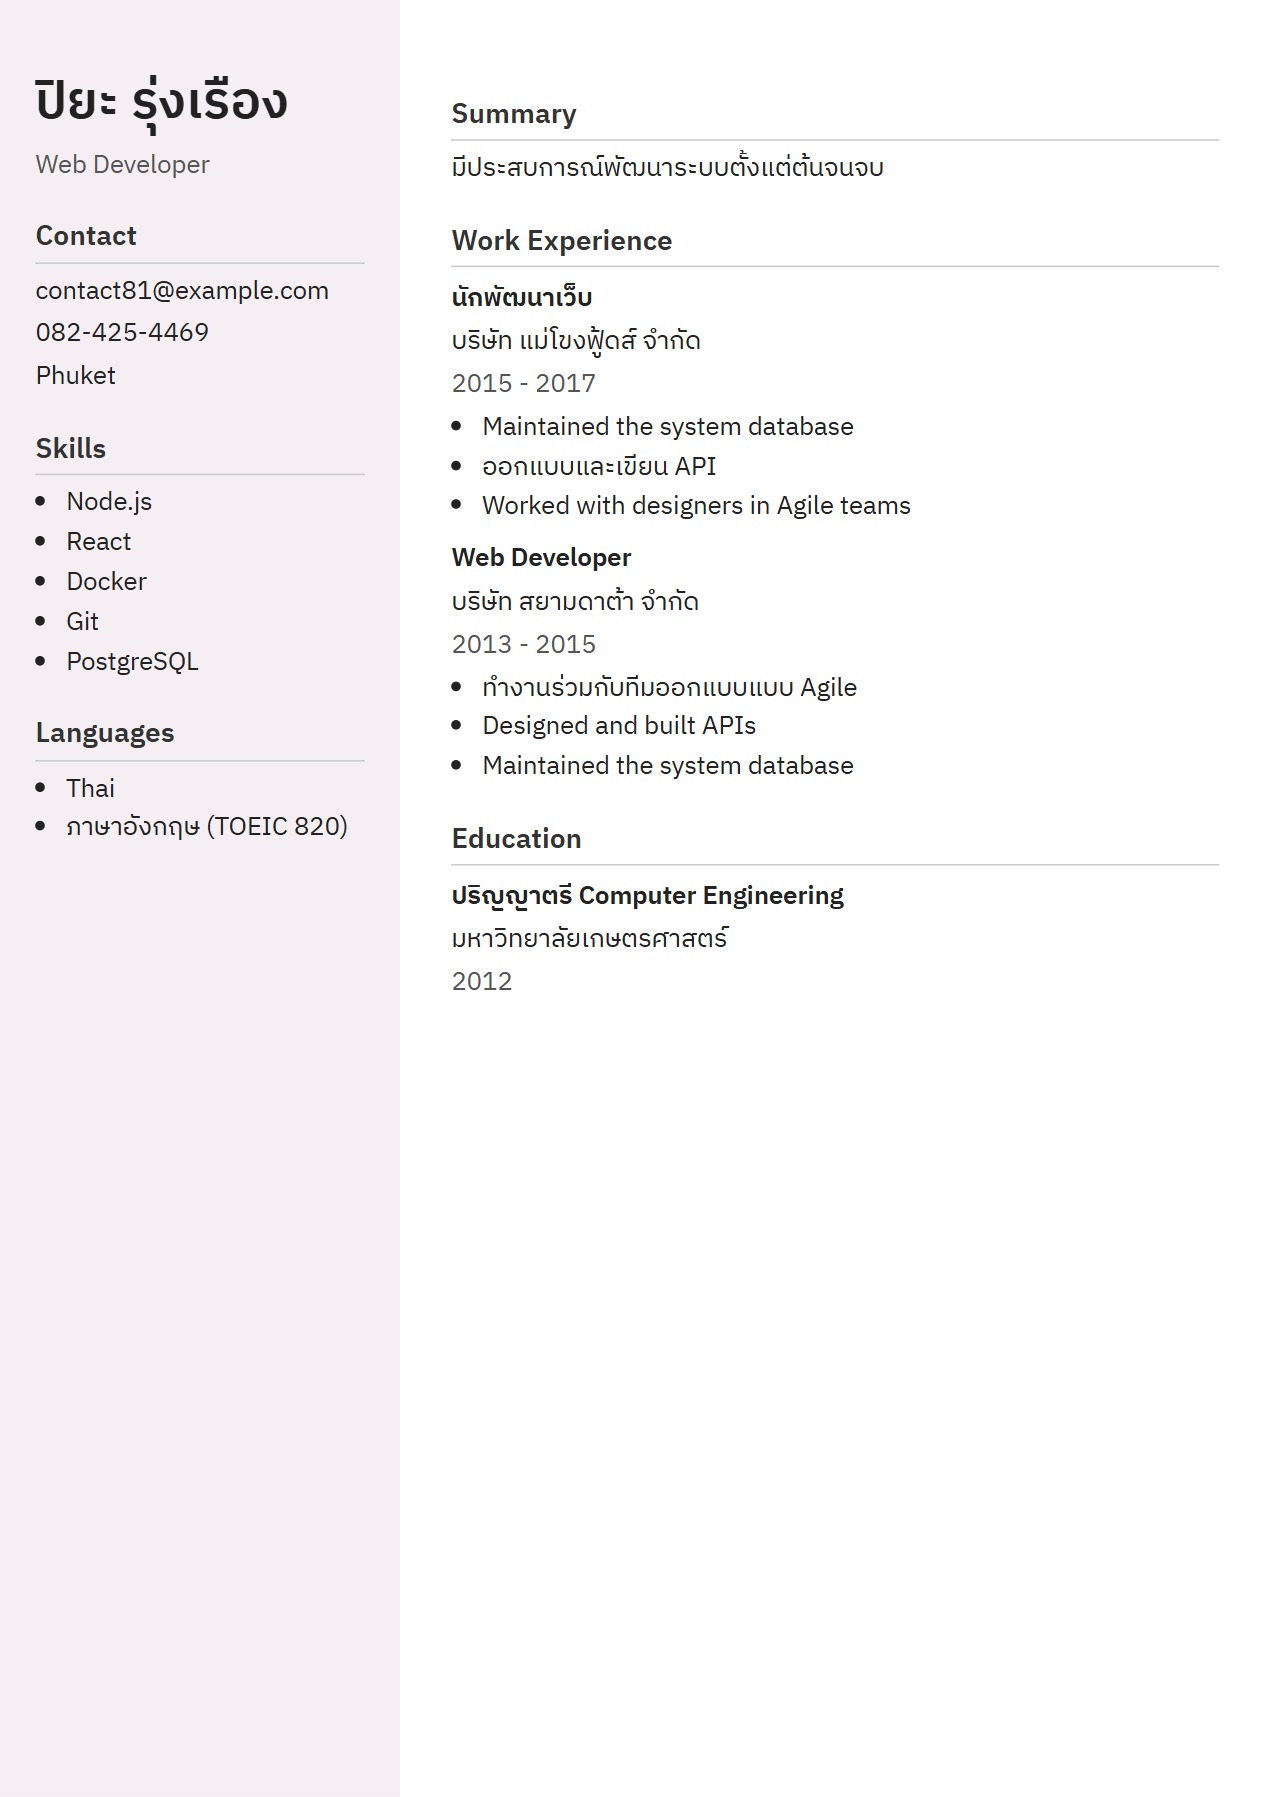 ปิยะ รุ่งเรือง
Web Developer
Contact
contact81@example.com
082-425-4469
Phuket
Skills
Node.js
React
Docker
Git
PostgreSQL
Languages
Thai
ภาษาอังกฤษ (TOEIC 820)
Summary
มีประสบการณ์พัฒนาระบบตั้งแต่ต้นจนจบ
Work Experience
นักพัฒนาเว็บ
บริษัท แม่โขงฟู้ดส์ จำกัด
2015 - 2017
Maintained the system database
ออกแบบและเขียน API
Worked with designers in Agile teams
Web Developer
บริษัท สยามดาต้า จำกัด
2013 - 2015
ทำงานร่วมกับทีมออกแบบแบบ Agile
Designed and built APIs
Maintained the system database
Education
ปริญญาตรี Computer Engineering
มหาวิทยาลัยเกษตรศาสตร์
2012